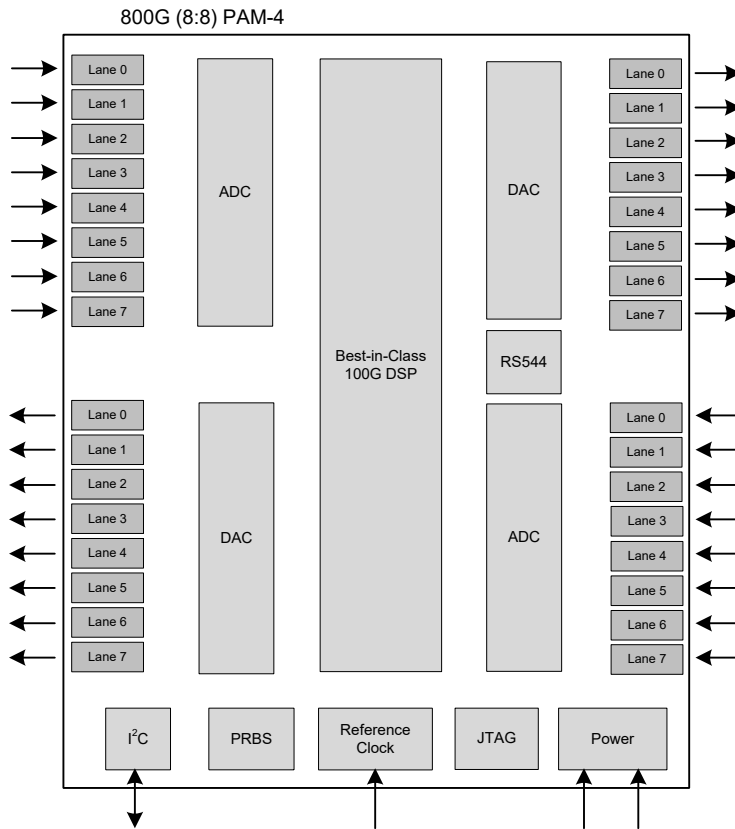 800G (8:8) PAM-4
Lane 0
Lane 1
Lane 2
Lane 3
Lane 4
Lane 5
Lane 6
Lane 7
ADC
Best-in-Class
100G DSP
DAC
RS544
Lane 0
Lane 1
Lane 2
Lane 3
Lane 4
Lane 5
Lane 6
Lane 7
Lane 0
Lane 1
Lane 2
Lane 3
Lane 4
Lane 5
Lane 6
Lane 7
DAC
ADC
Lane 0
Lane 1
Lane 2
Lane 3
Lane 4
Lane 5
Lane 6
Lane 7
I²C
PRBS
Reference
Clock
JTAG
Power